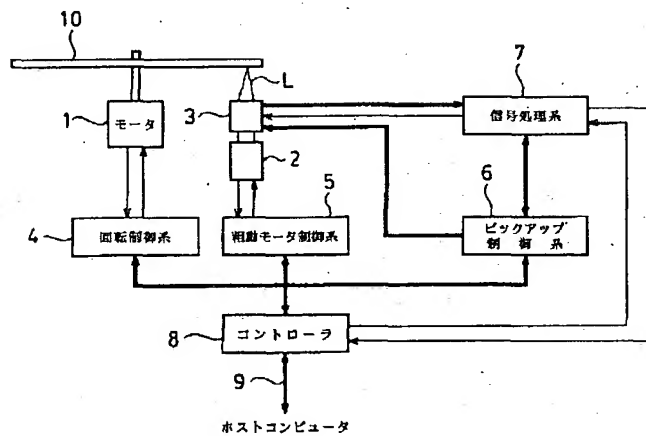 10
L
7
1
モータ
3
信号処理系
2
5
6
4
回転制御系
粗動モータ制御系
ピックアップ
制御系
8
コントローラ
9
ホストコンピュータ